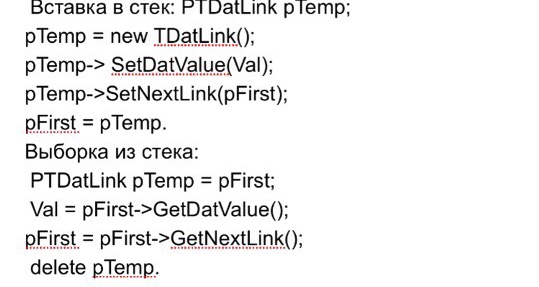 Вставка в стек: PTDatLink pTemp;
pTemp = new TDatLink();
pTemp-> SetDatValue(Val);
pTemp->SetNextLink(pFirst);
pFirst = pTemp.
Выборка из стека:
PTDatLink pTemp = pFirst;
Val = pFirst->GetDatValue();
pFirst = pFirst->GetNextLink();
delete pTemp.